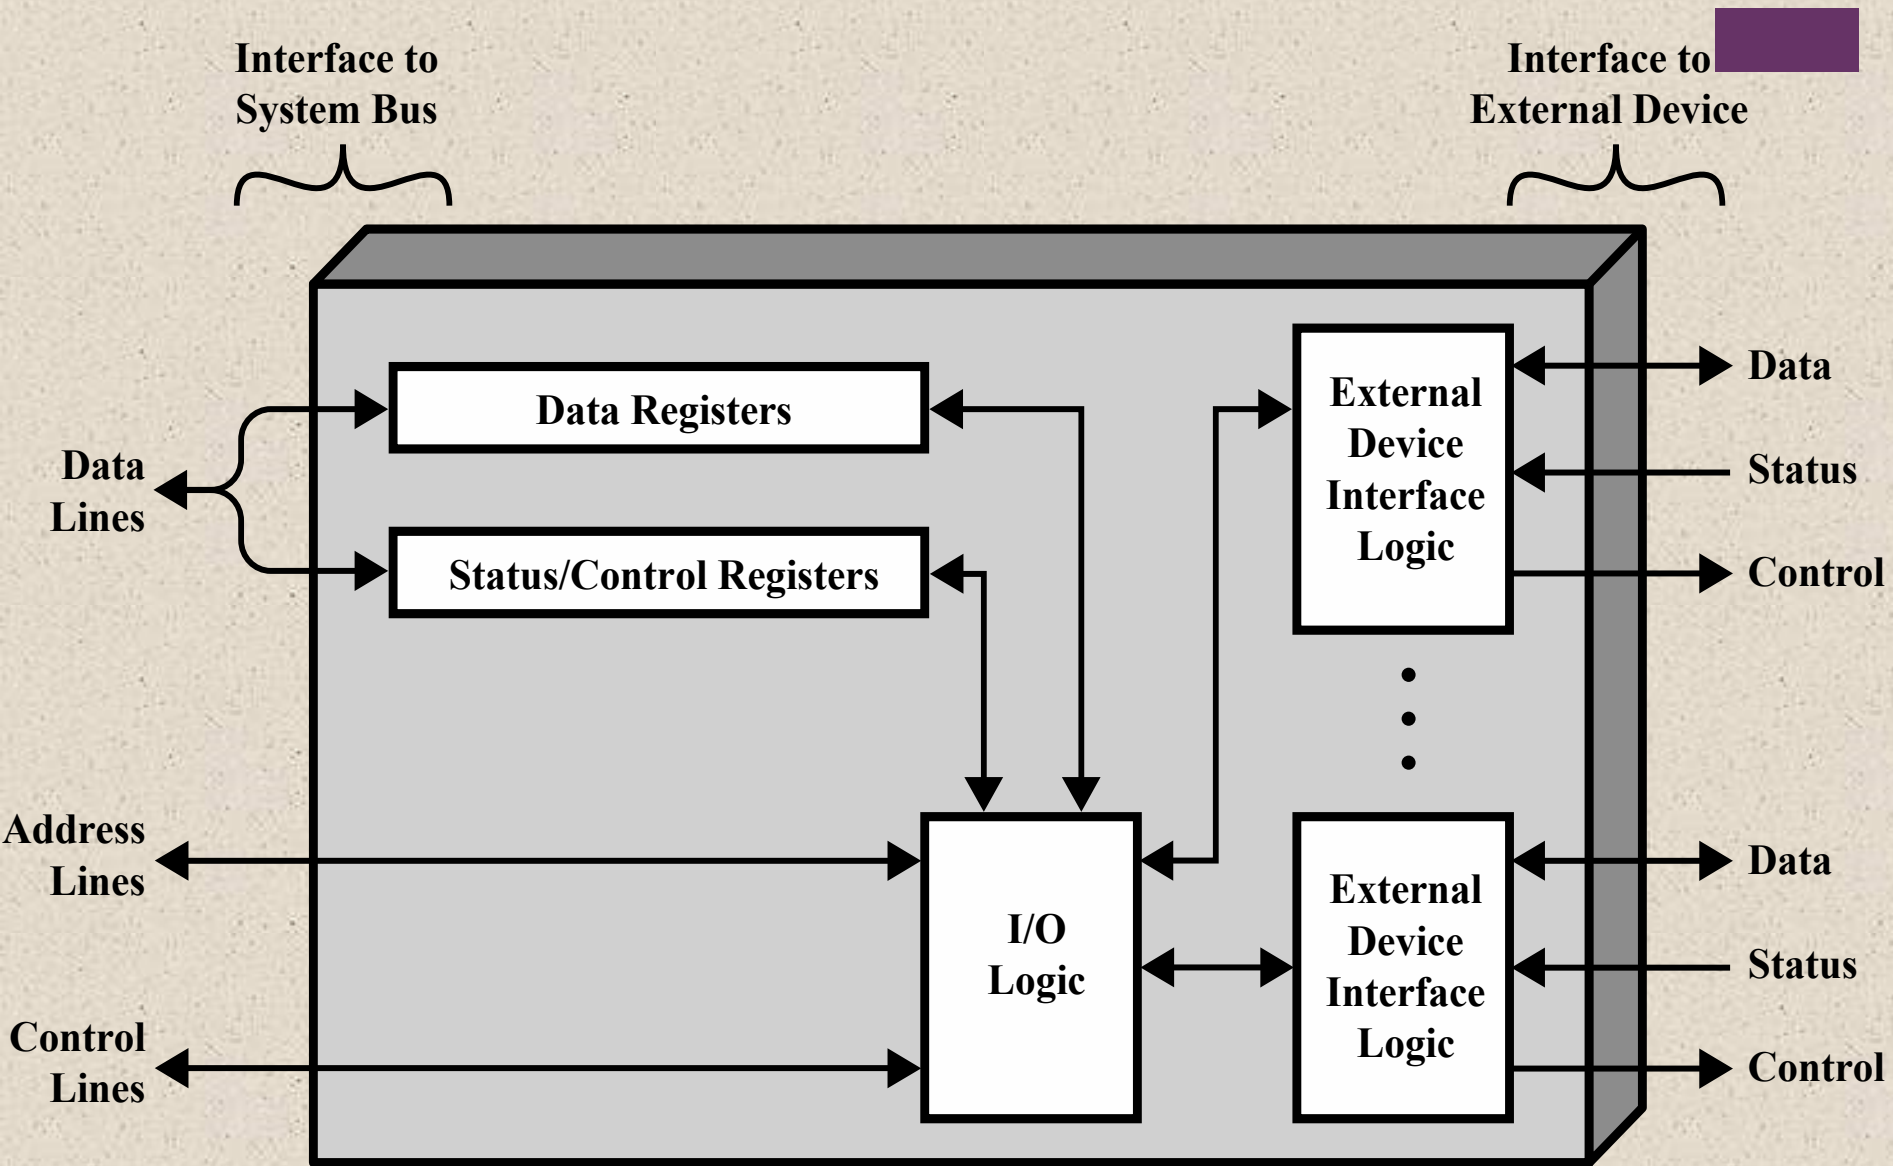 Interface to
System Bus
Interface to
External Device
Data
Lines
Data Registers
Status/Control Registers
External
Device
Interface
Logic
Data
Status
Control
Address
Lines
I/O
Logic
Control
Lines
External
Device
Interface
Logic
Data
Status
Control